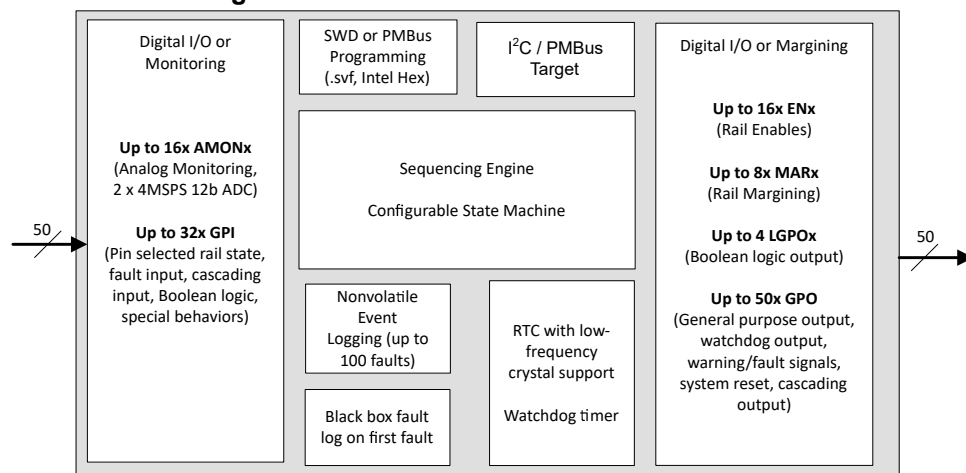 Digital I/O or
Monitoring
Up to 16x AMONx
(Analog Monitoring,
2 x 4MSPS 12b ADC)
Up to 32x GPI
(Pin selected rail state,
fault input, cascading
input, Boolean logic,
special behaviors)
50
SWD or PMBus
Programming
(.svf, Intel Hex)
I²C / PMBus
Target
Sequencing Engine
Configurable State Machine
Nonvolatile
Event
Logging (up to
100 faults)
Black box fault
log on first fault
RTC with low-
frequency
crystal support
Watchdog timer
Digital I/O or Margining
Up to 16x ENx
(Rail Enables)
Up to 8x MARx
(Rail Margining)
Up to 4 LGPOx
(Boolean logic output)
Up to 50x GPO
(General purpose output,
watchdog output,
warning/fault signals,
system reset, cascading
output)
50